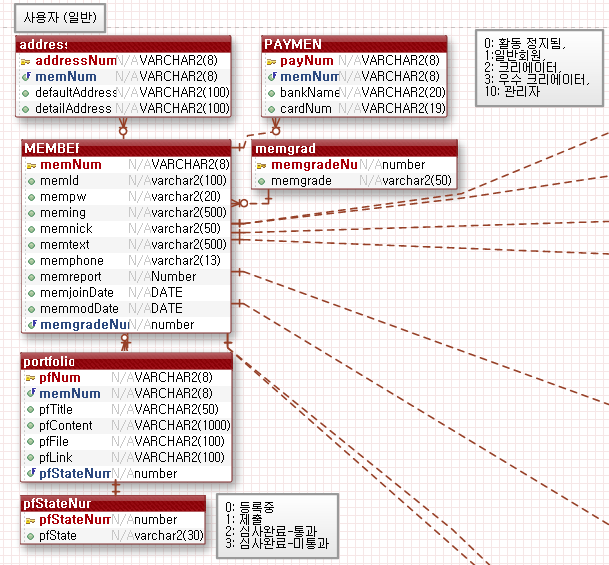 사용자 (일반)
address
addressNum N/A VARCHAR2(8)
memNum N/A VARCHAR2(8)
defaultAddress N/A VARCHAR2(100)
detailAddress N/A VARCHAR2(100)
PAYMEN
payNum N/A VARCHAR2(8)
memNum N/A VARCHAR2(8)
bankName N/A VARCHAR2(20)
cardNum N/A VARCHAR2(19)
0: 활동 정지됨,
1:일반회원,
2: 크리에이터,
3: 우수 크리에이터,
10: 관리자
MEMBER
memNum N/A VARCHAR2(8)
memId N/A varchar2(100)
mempw N/A varchar2(20)
meming N/A varchar2(500)
memnick N/A varchar2(50)
memtext N/A varchar2(500)
memphone N/A varchar2(13)
memreport N/A Number
memjoinDate N/A DATE
memmodDate N/A DATE
memgradeNu N/A number
memgrad
memgradeNu N/A number
memgrade N/A varchar2(50)
portfolio
pfNum N/A VARCHAR2(8)
memNum N/A VARCHAR2(8)
pfTitle N/A VARCHAR2(50)
pfContent N/A VARCHAR2(1000)
pfFile N/A VARCHAR2(100)
pfLink N/A VARCHAR2(100)
pfStateNum N/A number
pfStateNur
pfStateNum N/A number
pfState N/A varchar2(30)
0: 등록중
1: 제출
2: 심사완료-통과
3: 심사완료-미통과